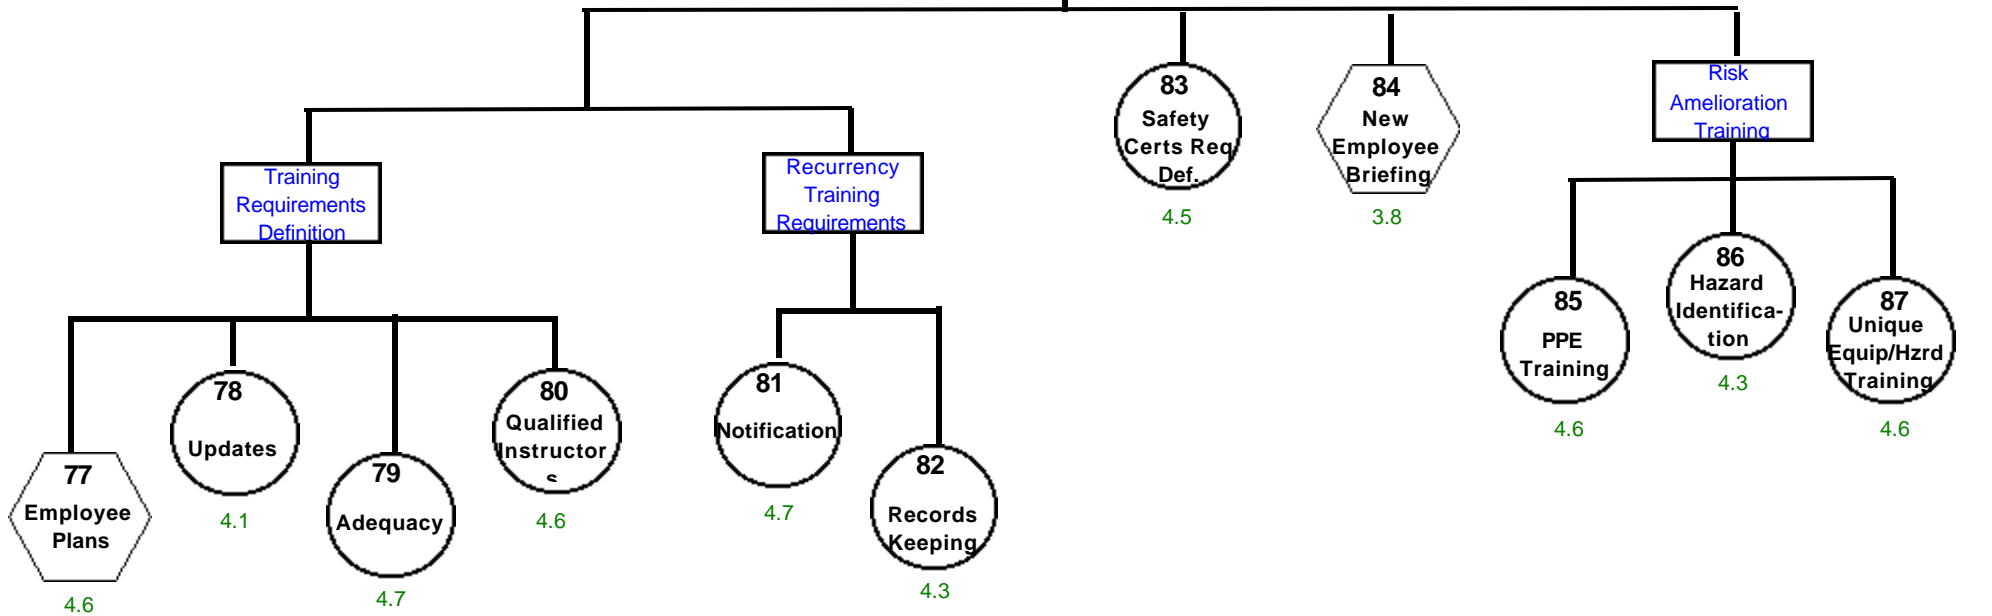 Training
Requirements
Definition
77
Employee
Plans
4.6
78
Updates
4.1
79
Adequacy
4.7
80
Qualified
Instructor
s
4.6
Recurrency
Training
Requirements
81
Notification
4.7
82
Records
Keeping
4.3
83
Safety
Certs Req
Def.
4.5
84
New
Employee
Briefing
3.8
Risk
Amelioration
Training
85
PPE
Training
4.6
86
Hazard
Identifica-
tion
4.3
87
Unique
Equip/Hzrd
Training
4.6